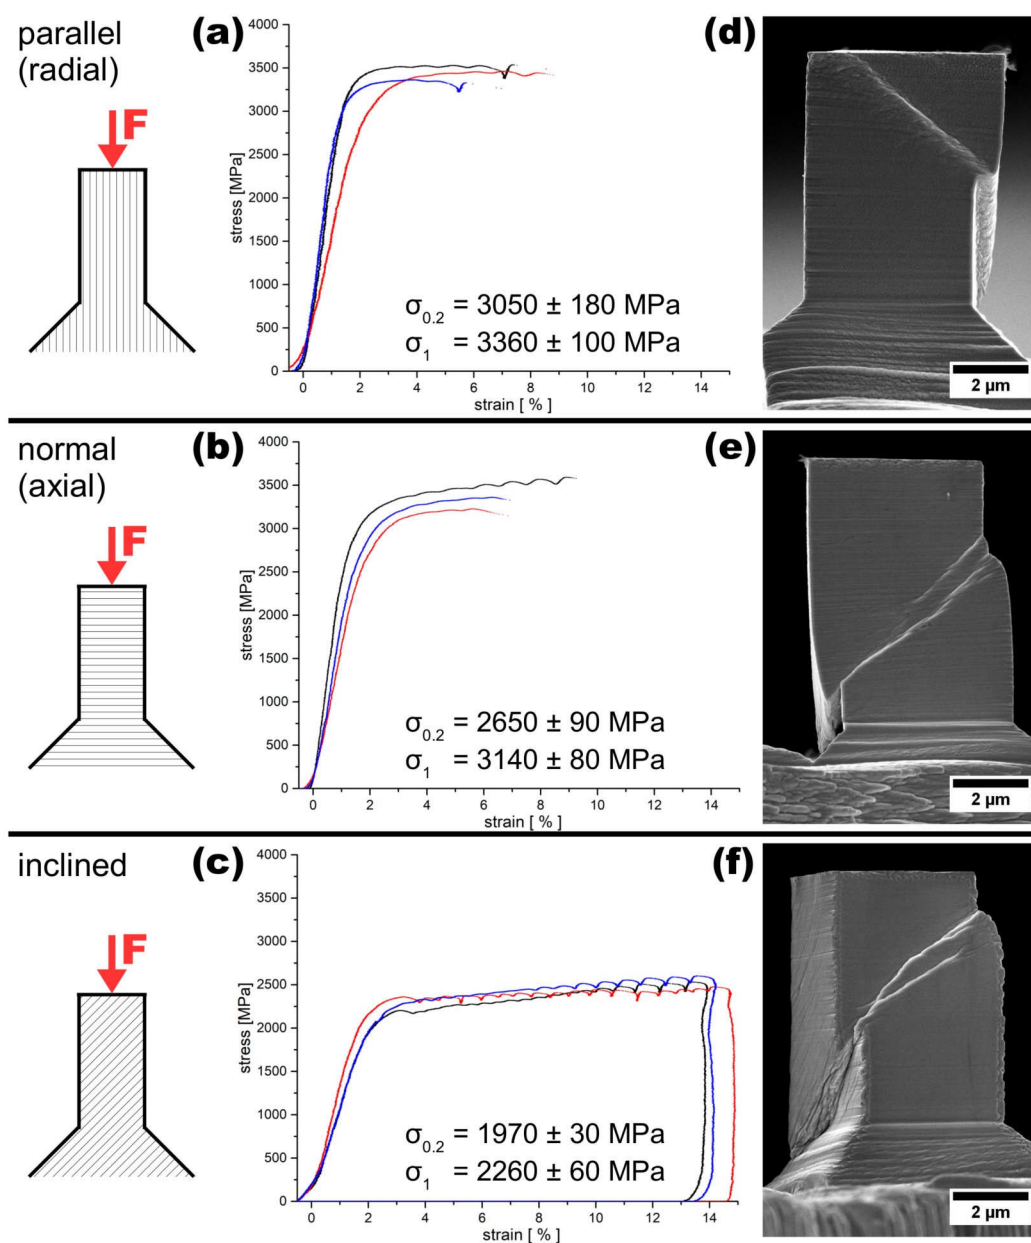 parallel
(radial)
F
(a)
4000
3500
3000
2500
2000
1500
1000
500
0
stress [MPa]
σ0.2 = 3050 ± 180 MPa
σ1 = 3360 ± 100 MPa
0 2 4 6 8 10 12 14
strain [ % ]
(d)
2 µm
normal
(axial)
F
(b)
4000
3500
3000
2500
2000
1500
1000
500
0
stress [MPa]
σ0.2 = 2650 ± 90 MPa
σ1 = 3140 ± 80 MPa
0 2 4 6 8 10 12 14
strain [ % ]
(e)
2 µm
inclined
F
(c)
4000
3500
3000
2500
2000
1500
1000
500
0
stress [MPa]
σ0.2 = 1970 ± 30 MPa
σ1 = 2260 ± 60 MPa
0 2 4 6 8 10 12 14
strain [ % ]
(f)
2 µm